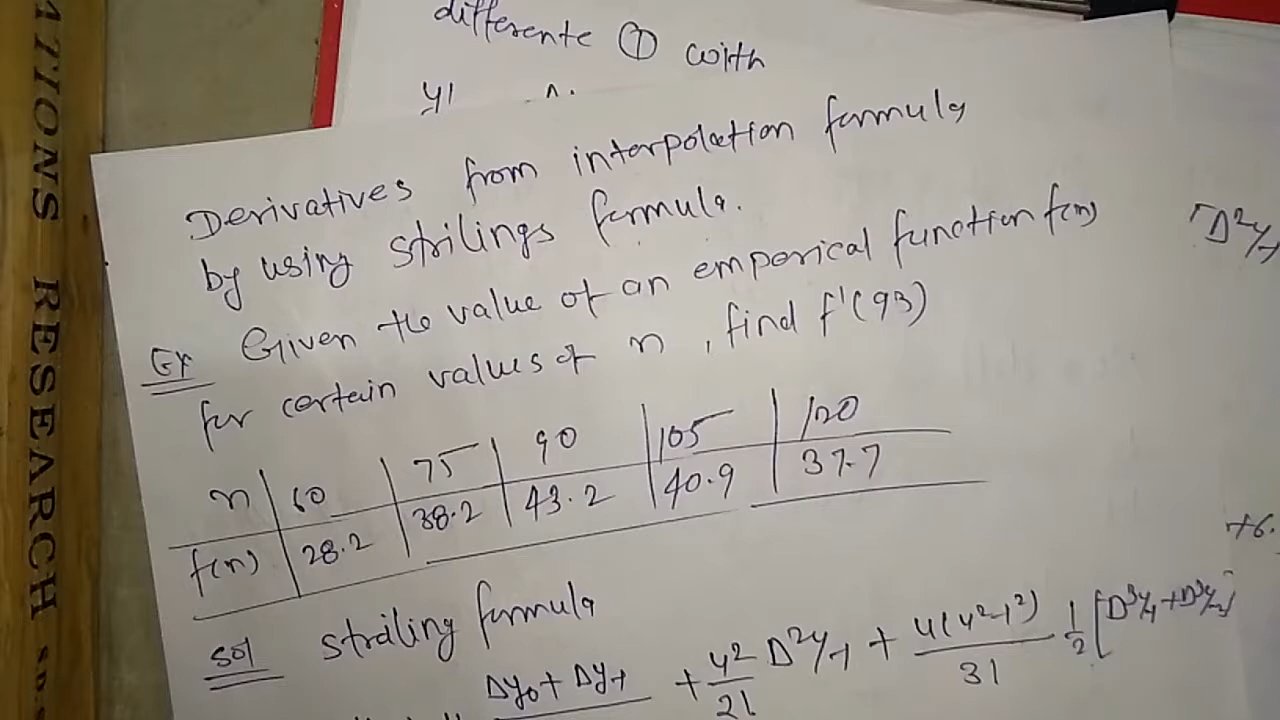 ATIONS RESEARCH
differente ① with
y1
Derivatives from interpolation formula
by using strilings formula.
Ex Given the value of an emperical function f(n)
for certain values of n, find f'(93)
n | 60 | 75 | 90 | 105 | 120
f(n) | 28.2 | 38.2 | 43.2 | 40.9 | 37.7
Sol straling formula
Δy₀ + Δy₋₁ + u²/2! Δ²y₋₁ + u(u²-1²)/3! 1/2 [Δ³y₋₁ + Δ³y₋₂]